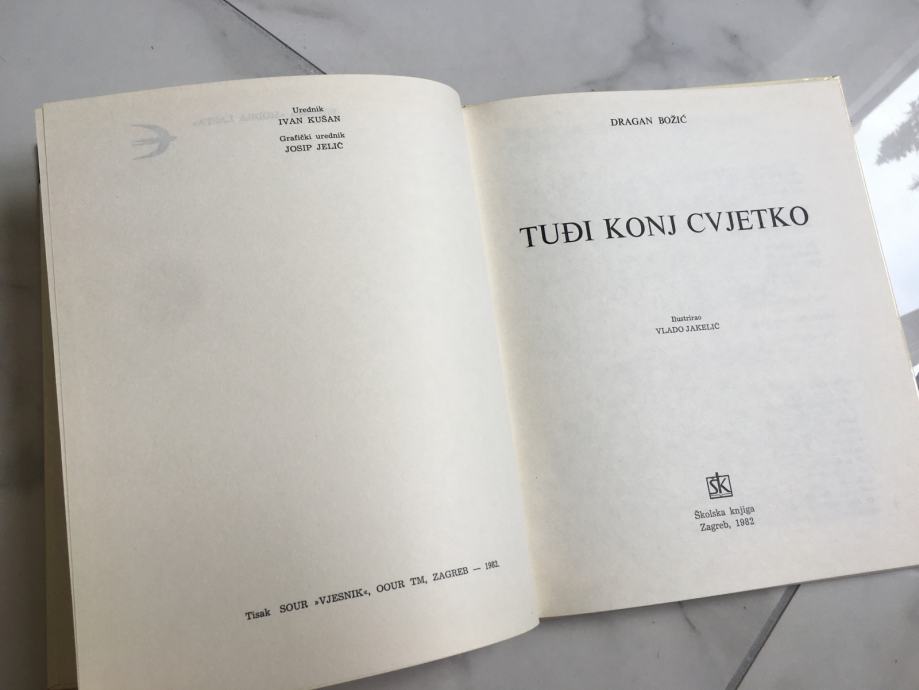 Urednik
IVAN KUŠAN
Grafički urednik
JOSIP JELIĆ
Tisak SOUR »VJESNIK«, OOUR TM, ZAGREB — 1982.
DRAGAN BOŽIĆ
TUĐI KONJ CVJETKO
Ilustrirao
VLADO JAKELIĆ
ŠK
Školska knjiga
Zagreb, 1982